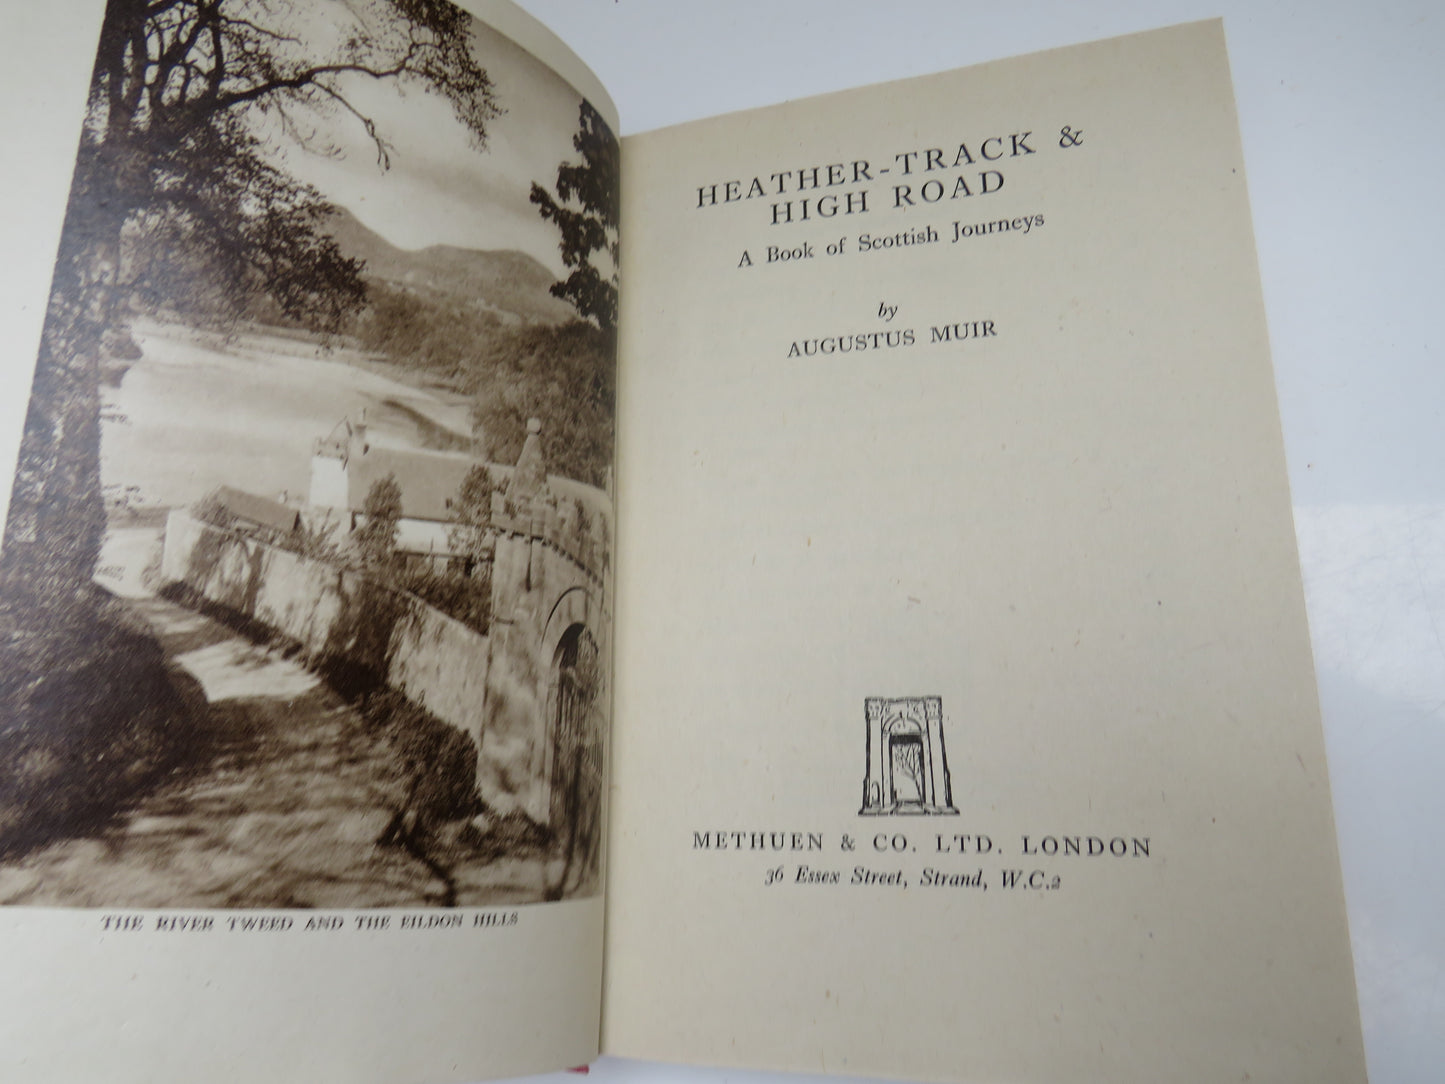 THE RIVER TWEED AND THE EILDON HILLS
HEATHER-TRACK &
HIGH ROAD
A Book of Scottish Journeys
by
AUGUSTUS MUIR
METHUEN & CO. LTD. LONDON
36 Essex Street, Strand, W.C.2